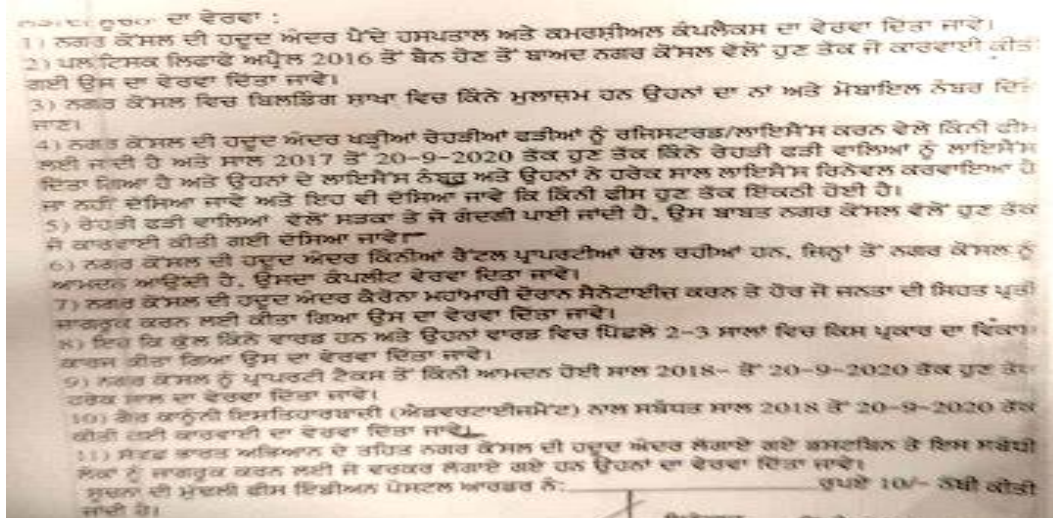 ਦਾ ਵੇਰਵਾ :
1) ਨਗਰ ਕੌਂਸਲ ਦੀ ਹਦੂਦ ਅੰਦਰ ਪੈਂਦੇ ਹਸਪਤਾਲ ਅਤੇ ਕਮਰਸ਼ੀਅਲ ਕੰਪਲੈਕਸ ਦਾ ਵੇਰਵਾ ਦਿੱਤਾ ਜਾਵੇ।
2) ਪਲਾਟਿਸਕ ਲਿਫਾਫੇ ਅਪ੍ਰੈਲ 2016 ਤੋਂ ਬੈਨ ਹੋਣ ਤੋਂ ਬਾਅਦ ਨਗਰ ਕੌਂਸਲ ਵੱਲੋਂ ਹੁਣ ਤੱਕ ਜੋ ਕਾਰਵਾਈ ਕੀਤੀ
ਗਈ ਉਸ ਦਾ ਵੇਰਵਾ ਦਿੱਤਾ ਜਾਵੇ।
3) ਨਗਰ ਕੌਂਸਲ ਵਿਚ ਬਿਲਡਿੰਗ ਸਾਖਾ ਵਿਚ ਕਿੰਨੇ ਮੁਲਾਜ਼ਮ ਹਨ ਉਹਨਾਂ ਦਾ ਨਾਂ ਅਤੇ ਮੋਬਾਇਲ ਨੰਬਰ
ਜਾਣ।
4) ਨਗਰ ਕੌਂਸਲ ਦੀ ਹਦੂਦ ਅੰਦਰ ਖੜ੍ਹੀਆਂ ਰੇਹੜੀਆਂ ਫੜੀਆਂ ਨੂੰ ਰਜਿਸਟਰਡ/ਲਾਇਸੈਂਸ ਕਰਨ ਵੇਲੇ ਕਿੰਨੀ ਫੀਸ
ਲਈ ਜਾਂਦੀ ਹੈ ਅਤੇ ਸਾਲ 2017 ਤੋਂ 20-9-2020 ਤੱਕ ਹੁਣ ਤੱਕ ਕਿੰਨੇ ਰੇਹੜੀ ਫੜੀ ਵਾਲਿਆਂ ਨੂੰ ਲਾਇਸੈਂਸ
ਦਿੱਤਾ ਗਿਆ ਹੈ ਅਤੇ ਉਹਨਾਂ ਦੇ ਲਾਇਸੈਂਸ ਨੰਬਰ ਅਤੇ ਉਹਨਾਂ ਨੇ ਹਰੇਕ ਸਾਲ ਲਾਇਸੈਂਸ ਰਿਨੇਵਲ ਕਰਵਾਇਆ ਹੈ
ਜਾ ਨਹੀਂ ਦੱਸਿਆ ਜਾਵੇ ਅਤੇ ਇਹ ਵੀ ਦੱਸਿਆ ਜਾਵੇ ਕਿ ਕਿੰਨੀ ਫੀਸ ਹੁਣ ਤੱਕ ਇੱਕਠੀ ਹੋਈ ਹੈ।
5) ਰੇਹੜੀ ਫੜੀ ਵਾਲਿਆਂ ਵੱਲੋਂ ਸੜਕਾ ਤੇ ਜੋ ਗੰਦਗੀ ਪਾਈ ਜਾਂਦੀ ਹੈ, ਉਸ ਬਾਬਤ ਨਗਰ ਕੌਂਸਲ ਵੱਲੋਂ ਹੁਣ ਤੱਕ
ਜੋ ਕਾਰਵਾਈ ਕੀਤੀ ਗਈ ਦੱਸਿਆ ਜਾਵੇ।
6) ਨਗਰ ਕੌਂਸਲ ਦੀ ਹਦੂਦ ਅੰਦਰ ਕਿੰਨੀਆਂ ਰੈਂਟਲ ਪ੍ਰਾਪਰਟੀਆਂ ਚੱਲ ਰਹੀਆਂ ਹਨ, ਜਿਨ੍ਹਾਂ ਤੋਂ ਨਗਰ ਕੌਂਸਲ ਨੂੰ
ਆਮਦਨ ਆਉਂਦੀ ਹੈ, ਉਸਦਾ ਕੰਪਲੀਟ ਵੇਰਵਾ ਦਿੱਤਾ ਜਾਵੇ।
7) ਨਗਰ ਕੌਂਸਲ ਦੀ ਹਦੂਦ ਅੰਦਰ ਕੈਰੋਨਾ ਮਹਾਂਮਾਰੀ ਦੌਰਾਨ ਸੈਨੇਟਾਈਜ਼ ਕਰਨ ਤੇ ਹੋਰ ਜੋ ਜਨਤਾ ਦੀ ਸਿਹਤ ਪ੍ਰਤੀ
ਜਾਗਰੂਕ ਕਰਨ ਲਈ ਕੀਤਾ ਗਿਆ ਉਸ ਦਾ ਵੇਰਵਾ ਦਿੱਤਾ ਜਾਵੇ।
8) ਇਹ ਕਿ ਕੁੱਲ ਕਿੰਨੇ ਵਾਰਡ ਹਨ ਅਤੇ ਉਹਨਾਂ ਵਾਰਡ ਵਿਚ ਪਿਛਲੇ 2-3 ਸਾਲਾਂ ਵਿਚ ਕਿਸ ਪ੍ਰਕਾਰ ਦਾ ਵਿਕਾਸ
ਕਾਰਜ ਕੀਤਾ ਗਿਆ ਉਸ ਦਾ ਵੇਰਵਾ ਦਿੱਤਾ ਜਾਵੇ।
9) ਨਗਰ ਕੌਂਸਲ ਨੂੰ ਪ੍ਰਾਪਰਟੀ ਟੈਕਸ ਤੋਂ ਕਿੰਨੀ ਆਮਦਨ ਹੋਈ ਸਾਲ 2018- ਤੋਂ 20-9-2020 ਤੱਕ ਹੁਣ ਤੱਕ
ਹਰੇਕ ਸਾਲ ਦਾ ਵੇਰਵਾ ਦਿੱਤਾ ਜਾਵੇ।
10) ਗੈਰ ਕਾਨੂੰਨੀ ਇਸਤਿਹਾਰਬਾਜ਼ੀ (ਐਡਵਰਟਾਈਜਮੈਂਟ) ਨਾਲ ਸਬੰਧਤ ਸਾਲ 2018 ਤੋਂ 20-9-2020 ਤੱਕ
ਕੀਤੀ ਗਈ ਕਾਰਵਾਈ ਦਾ ਵੇਰਵਾ ਦਿੱਤਾ ਜਾਵੇ।
11) ਸਵੱਛ ਭਾਰਤ ਅਭਿਆਨ ਦੇ ਤਹਿਤ ਨਗਰ ਕੌਂਸਲ ਦੀ ਹਦੂਦ ਅੰਦਰ ਲੱਗਾਏ ਗਏ ਡਸਟਬਿਨ ਤੇ ਇਸ ਸਬੰਧੀ
ਲੋਕਾਂ ਨੂੰ ਜਾਗਰੂਕ ਕਰਨ ਲਈ ਜੋ ਵਰਕਰ ਲੱਗਾਏ ਗਏ ਹਨ ਉਹਨਾਂ ਦਾ ਵੇਰਵਾ ਦਿੱਤਾ ਜਾਵੇ।
ਸੂਚਨਾ ਦੀ ਮੁੱਢਲੀ ਫੀਸ ਇੰਡੀਅਨ ਪੋਸਟਲ ਆਰਡਰ ਨੰ: ਰੁਪਏ 10/- ਨੱਥੀ ਕੀਤੀ
ਜਾਂਦੀ ਹੈ।